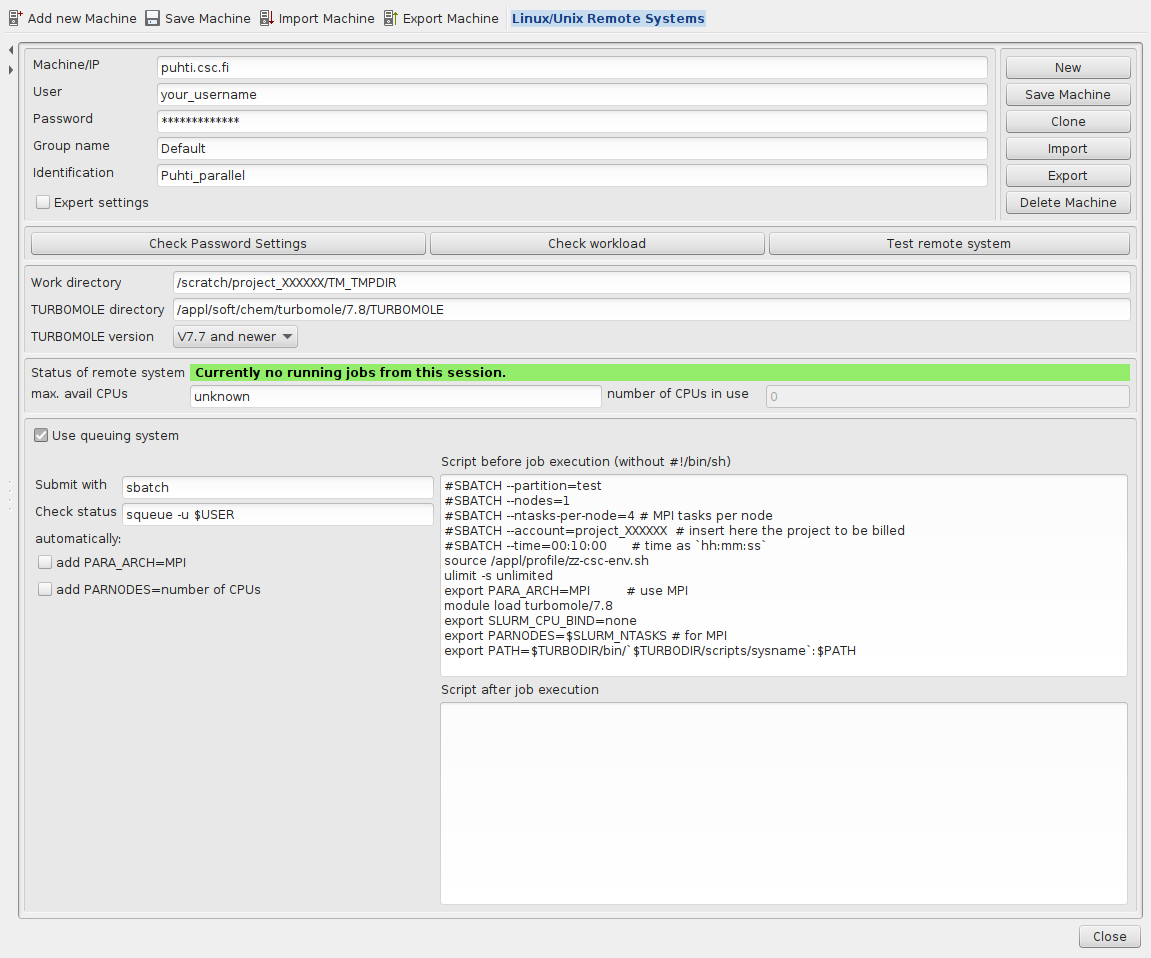 Add new Machine Save Machine Import Machine Export Machine Linux/Unix Remote Systems
Machine/IP puhti.csc.fi
User your_username
Password *************
Group name Default
Identification Puhti_parallel
Expert settings
New
Save Machine
Clone
Import
Export
Delete Machine
Check Password Settings Check workload Test remote system
Work directory /scratch/project_XXXXXX/TM_TMPDIR
TURBOMOLE directory /appl/soft/chem/turbomole/7.8/TURBOMOLE
TURBOMOLE version V7.7 and newer
Status of remote system Currently no running jobs from this session.
max. avail CPUs unknown number of CPUs in use 0
Use queuing system
Submit with sbatch
Check status squeue -u $USER
automatically:
add PARA_ARCH=MPI
add PARNODES=number of CPUs
Script before job execution (without #!/bin/sh)
#SBATCH --partition=test
#SBATCH --nodes=1
#SBATCH --ntasks-per-node=4 # MPI tasks per node
#SBATCH --account=project_XXXXXX # insert here the project to be billed
#SBATCH --time=00:10:00 # time as `hh:mm:ss`
source /appl/profile/zz-csc-env.sh
ulimit -s unlimited
export PARA_ARCH=MPI # use MPI
module load turbomole/7.8
export SLURM_CPU_BIND=none
export PARNODES=$SLURM_NTASKS # for MPI
export PATH=$TURBODIR/bin/`$TURBODIR/scripts/sysname`:$PATH
Script after job execution
Close